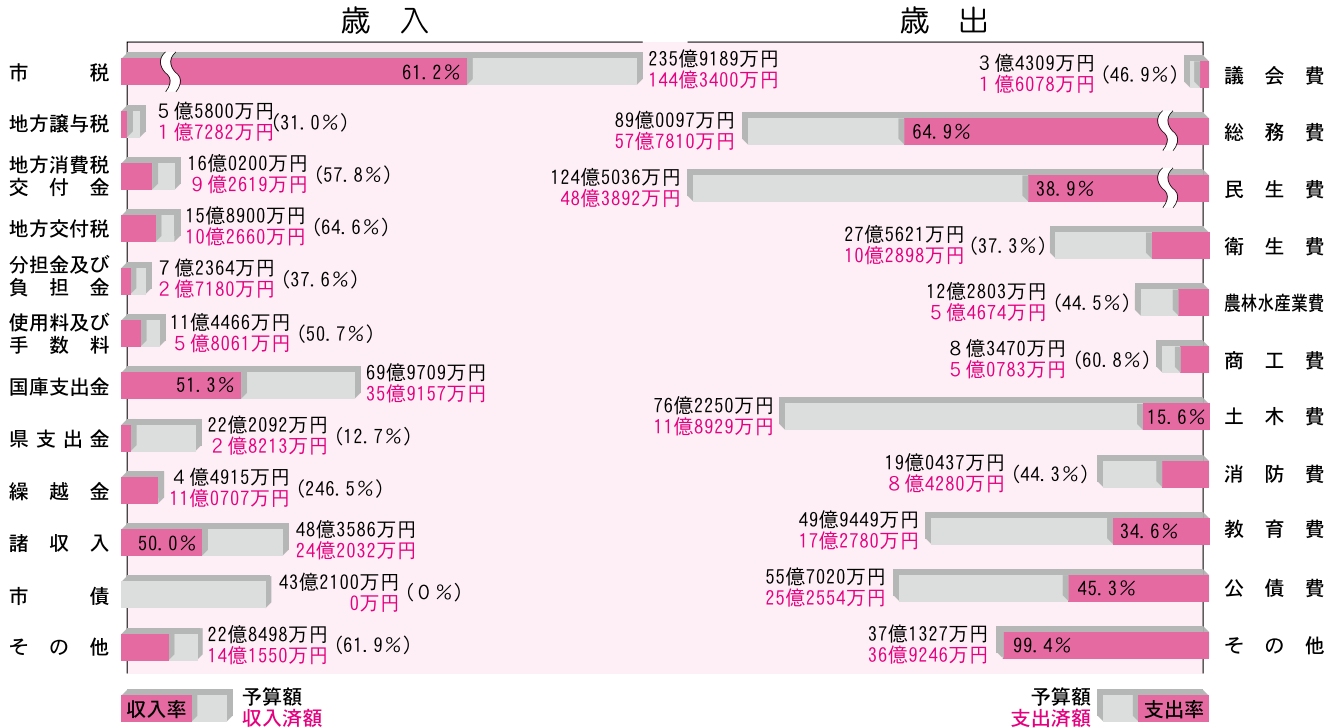 歳入
市税
61.2%
235億9189万円
144億3400万円
地方譲与税
5億5800万円
1億7282万円
(31.0%)
地方消費税
交付金
16億0200万円
9億2619万円
(57.8%)
地方交付税
15億8900万円
10億2660万円
(64.6%)
分担金及び
負担金
7億2364万円
2億7180万円
(37.6%)
使用料及び
手数料
11億4466万円
5億8061万円
(50.7%)
国庫支出金
51.3%
69億9709万円
35億9157万円
県支出金
22億2092万円
2億8213万円
(12.7%)
繰越金
4億4915万円
11億0707万円
(246.5%)
諸収入
50.0%
48億3586万円
24億2032万円
市債
43億2100万円
0万円
(0%)
その他
22億8498万円
14億1550万円
(61.9%)
収入率
予算額
収入済額
歳出
3億4309万円
1億6078万円
(46.9%)
議会費
89億0097万円
57億7810万円
64.9%
総務費
124億5036万円
48億3892万円
38.9%
民生費
27億5621万円
10億2898万円
(37.3%)
衛生費
12億2803万円
5億4674万円
(44.5%)
農林水産業費
8億3470万円
5億0783万円
(60.8%)
商工費
76億2250万円
11億8929万円
15.6%
土木費
19億0437万円
8億4280万円
(44.3%)
消防費
49億9449万円
17億2780万円
34.6%
教育費
55億7020万円
25億2554万円
45.3%
公債費
37億1327万円
36億9246万円
99.4%
その他
予算額
支出済額
支出率